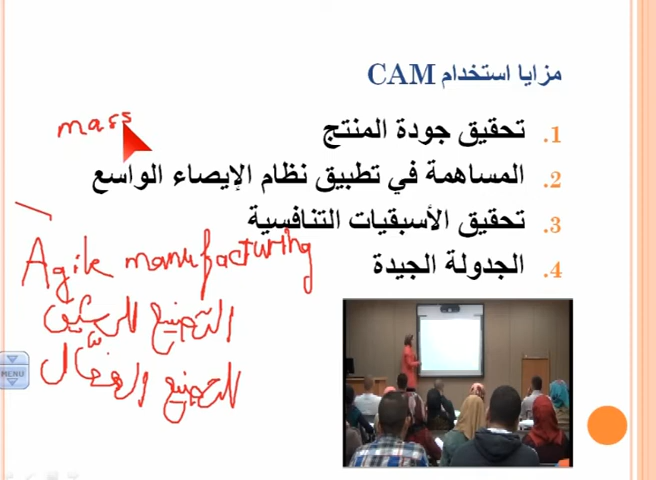 مزايا استخدام CAM
1. تحقيق جودة المنتج
2. المساهمة في تطبيق نظام الإيصاء الواسع
3. تحقيق الأسبقيات التنافسية
4. الجدولة الجيدة
mass
Agile manufacturing
التصنيع الرشيق
التصنيع الفعال
MENU